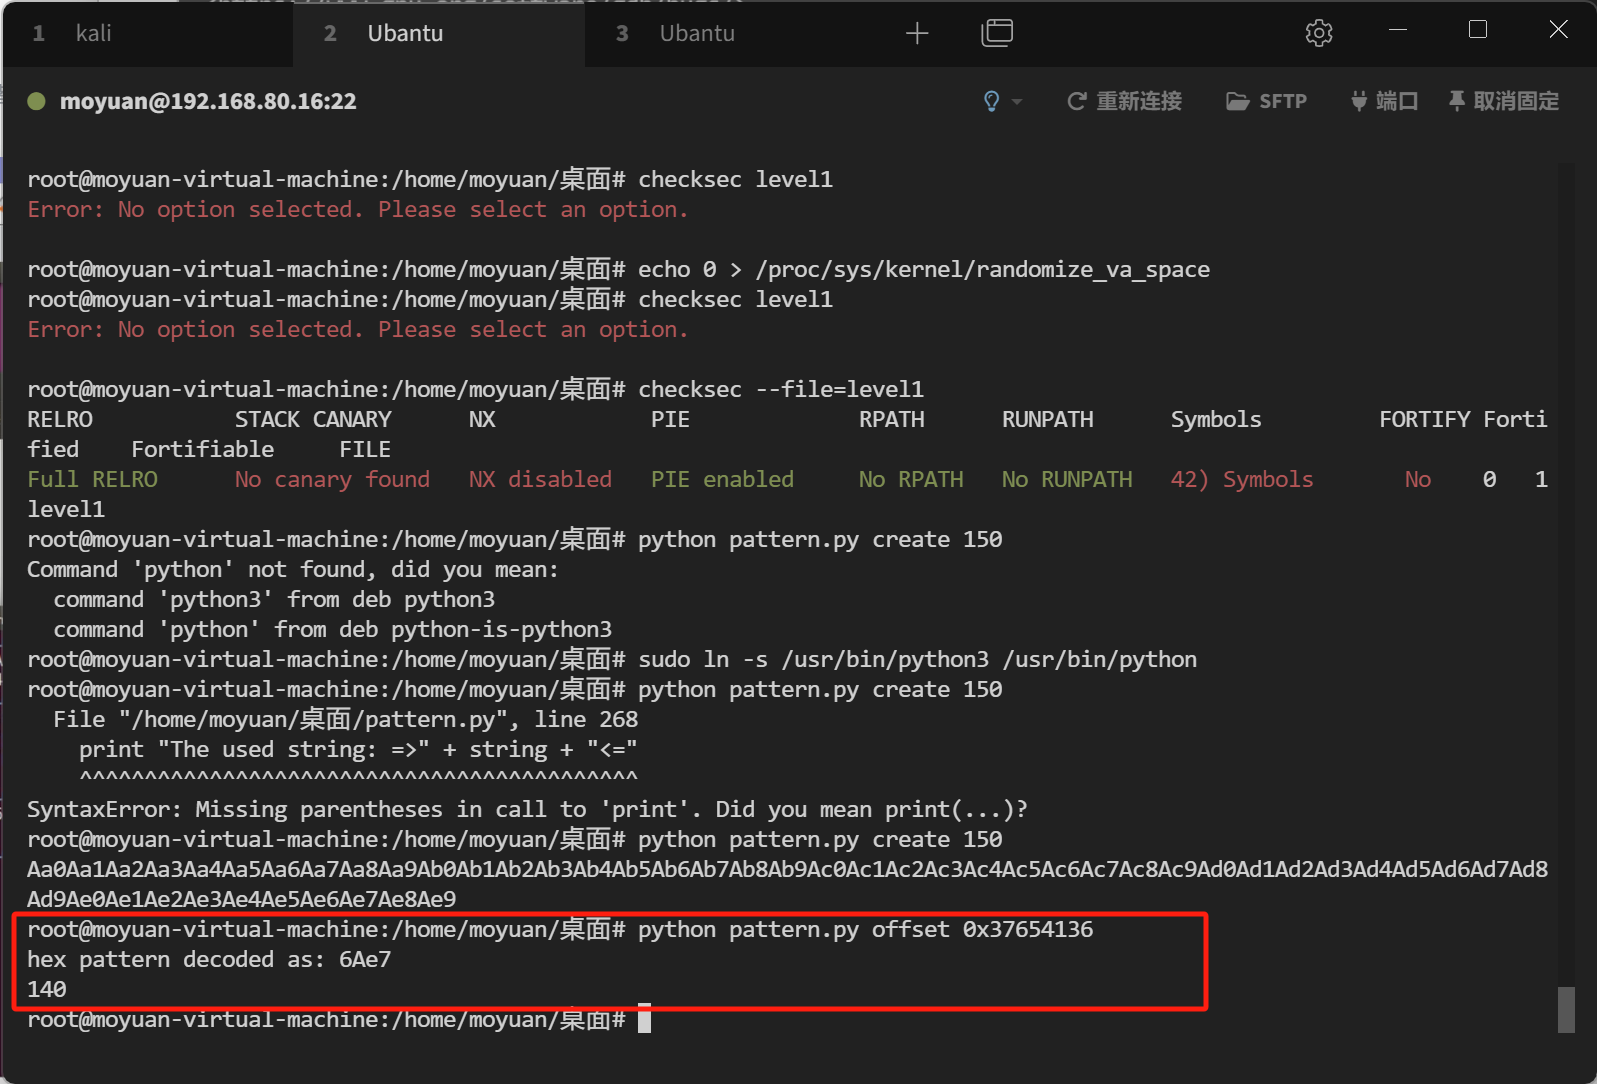 1 kali
2 Ubantu
3 Ubantu
moyuan@192.168.80.16:22
重新连接
SFTP
端口
取消固定
root@moyuan-virtual-machine:/home/moyuan/桌面# checksec level1
Error: No option selected. Please select an option.
root@moyuan-virtual-machine:/home/moyuan/桌面# echo 0 > /proc/sys/kernel/randomize_va_space
root@moyuan-virtual-machine:/home/moyuan/桌面# checksec level1
Error: No option selected. Please select an option.
root@moyuan-virtual-machine:/home/moyuan/桌面# checksec --file=level1
RELRO STACK CANARY NX PIE RPATH RUNPATH Symbols FORTIFY Forti
fied Fortifiable FILE
Full RELRO No canary found NX disabled PIE enabled No RPATH No RUNPATH 42) Symbols No 0 1
level1
root@moyuan-virtual-machine:/home/moyuan/桌面# python pattern.py create 150
Command 'python' not found, did you mean:
command 'python3' from deb python3
command 'python' from deb python-is-python3
root@moyuan-virtual-machine:/home/moyuan/桌面# sudo ln -s /usr/bin/python3 /usr/bin/python
root@moyuan-virtual-machine:/home/moyuan/桌面# python pattern.py create 150
File "/home/moyuan/桌面/pattern.py", line 268
print "The used string: =>" + string + "<="
^^^^^^^^^^^^^^^^^^^^^^^^^^^^^^^^^^^^^^^^^^^
SyntaxError: Missing parentheses in call to 'print'. Did you mean print(...)?
root@moyuan-virtual-machine:/home/moyuan/桌面# python pattern.py create 150
Aa0Aa1Aa2Aa3Aa4Aa5Aa6Aa7Aa8Aa9Ab0Ab1Ab2Ab3Ab4Ab5Ab6Ab7Ab8Ab9Ac0Ac1Ac2Ac3Ac4Ac5Ac6Ac7Ac8Ac9Ad0Ad1Ad2Ad3Ad4Ad5Ad6Ad7Ad8
Ad9Ae0Ae1Ae2Ae3Ae4Ae5Ae6Ae7Ae8Ae9
root@moyuan-virtual-machine:/home/moyuan/桌面# python pattern.py offset 0x37654136
hex pattern decoded as: 6Ae7
140
root@moyuan-virtual-machine:/home/moyuan/桌面#